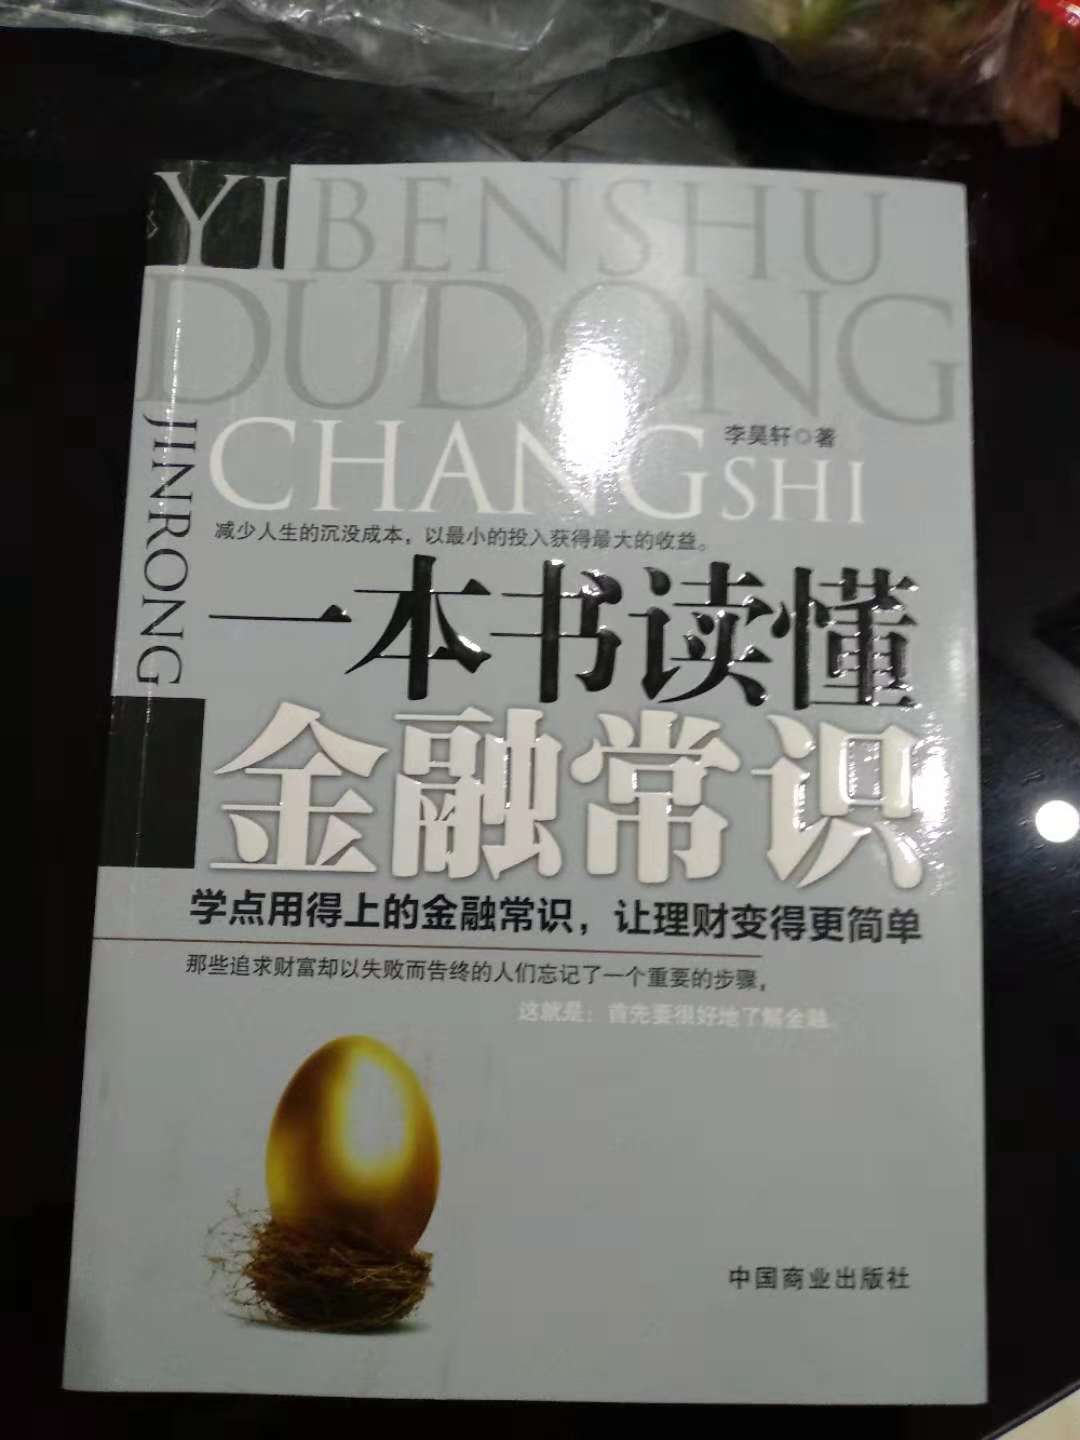 YIBENSHU
DUDONG
JINRONG
CHANGSHI
李昊轩◎著
减少人生的沉没成本，以最小的投入获得最大的收益。
一本书读懂
金融常识
学点用得上的金融常识，让理财变得更简单
那些追求财富却以失败而告终的人们忘记了一个重要的步骤，
这就是：首先要很好地了解金融。
中国商业出版社